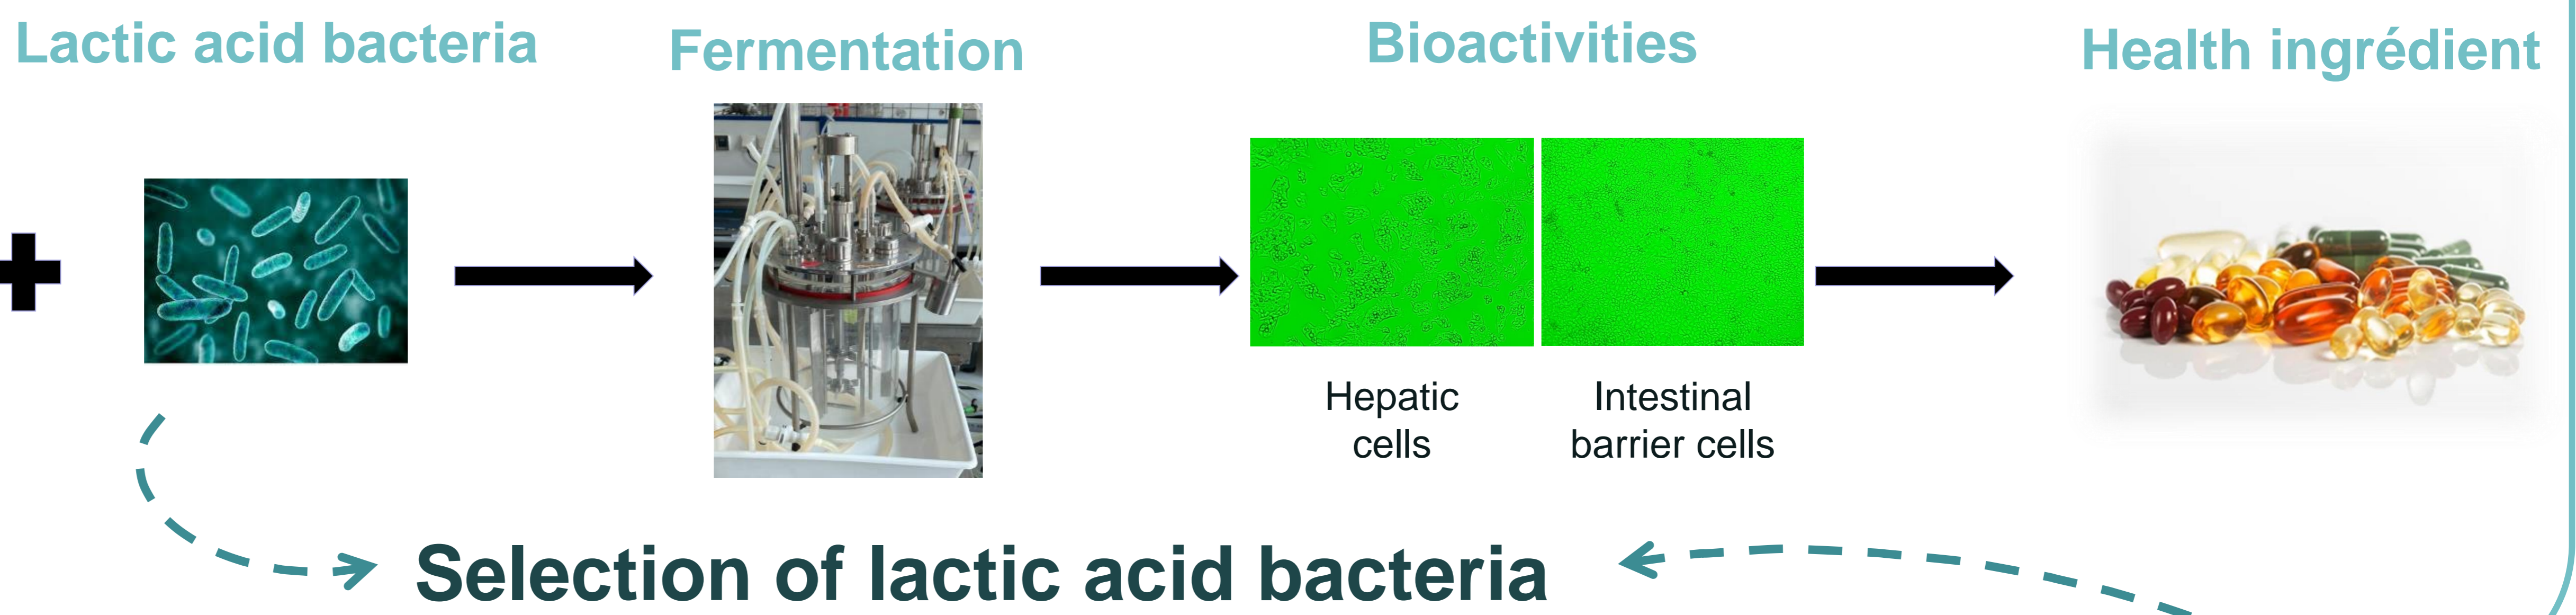 Lactic acid bacteria
Fermentation
Bioactivities
Health ingrédient
Hepatic
cells
Intestinal
barrier cells
Selection of lactic acid bacteria